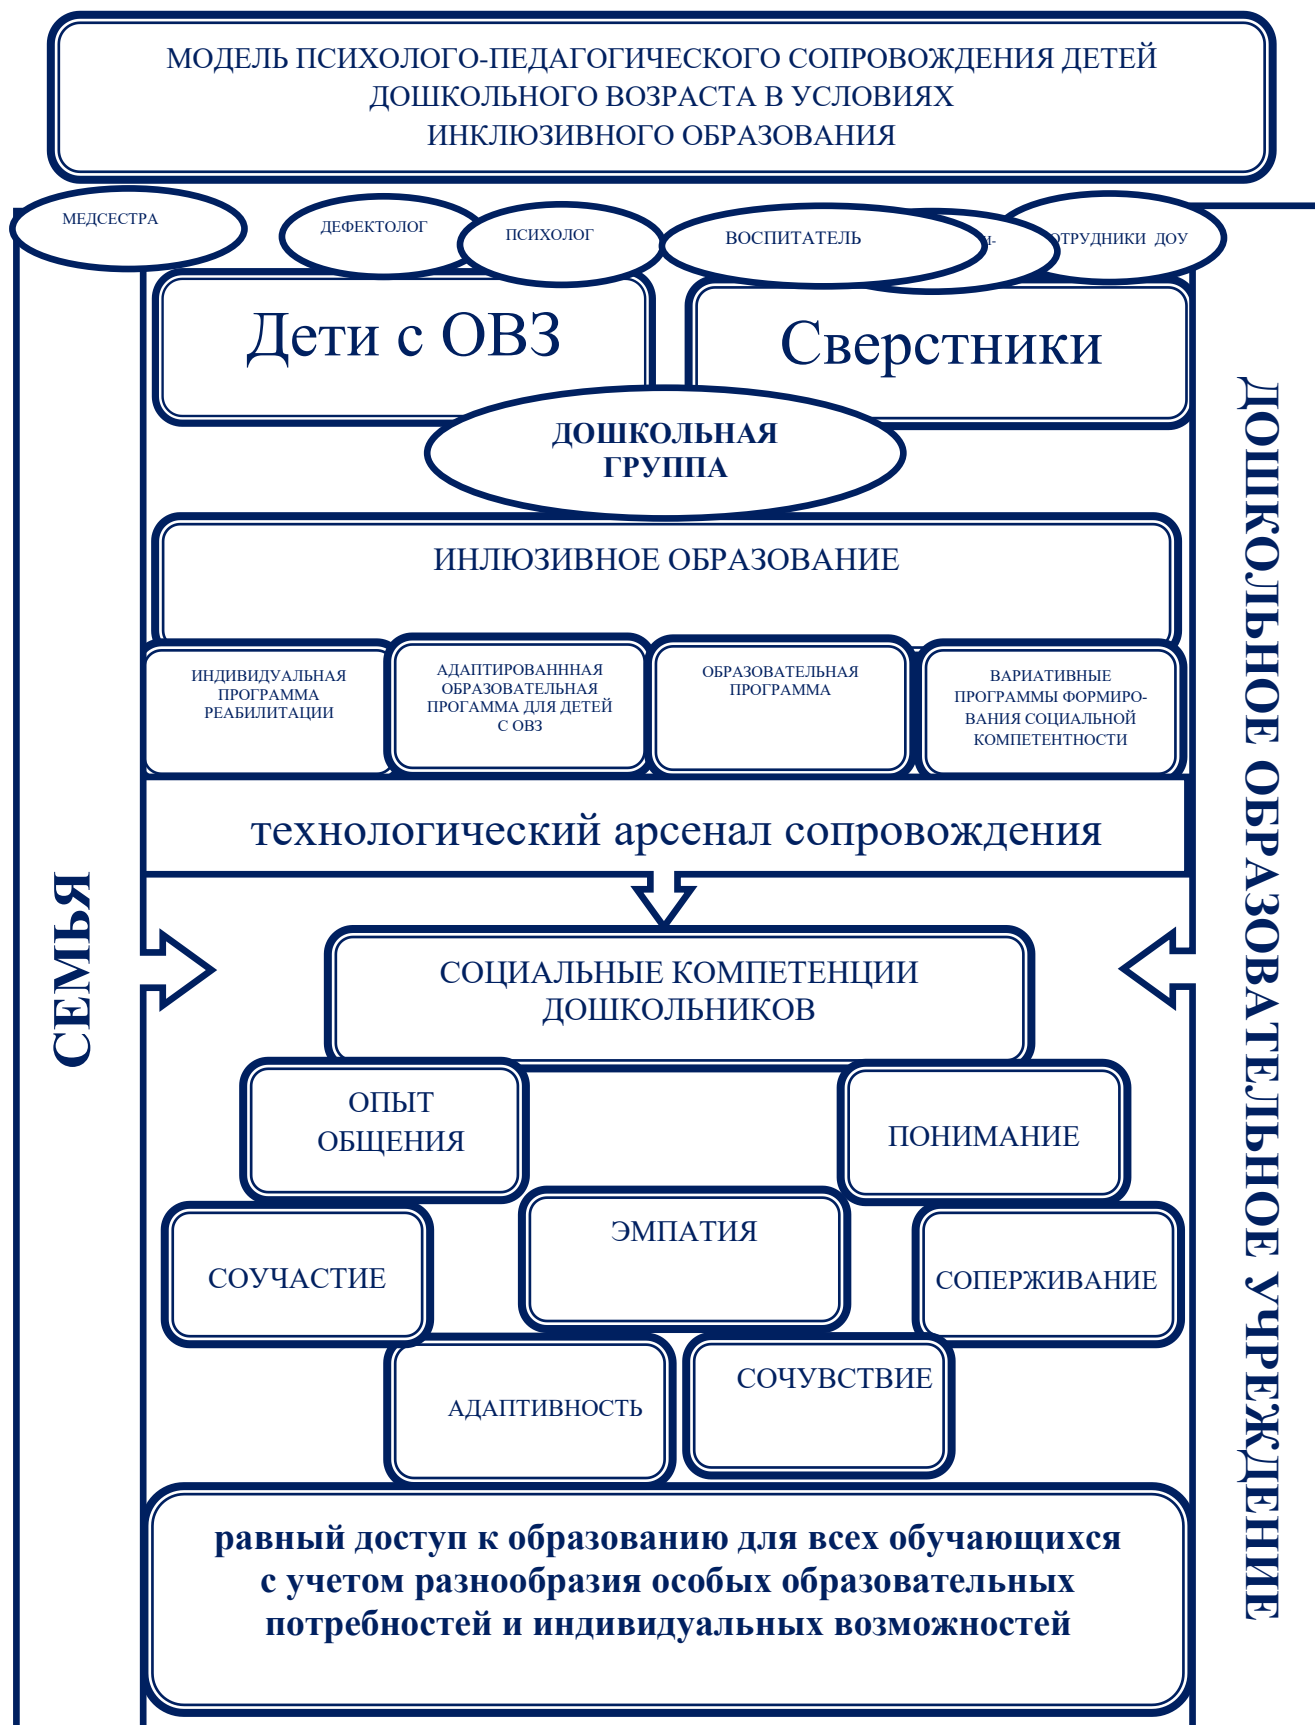 МОДЕЛЬ ПСИХОЛОГО-ПЕДАГОГИЧЕСКОГО СОПРОВОЖДЕНИЯ ДЕТЕЙ
ДОШКОЛЬНОГО ВОЗРАСТА В УСЛОВИЯХ
ИНКЛЮЗИВНОГО ОБРАЗОВАНИЯ
МЕДСЕСТРА
ДЕФЕКТОЛОГ
ПСИХОЛОГ
ВОСПИТАТЕЛЬ
ОТРУДНИКИ ДОУ
Дети с ОВЗ
Сверстники
ДОШКОЛЬНАЯ
ГРУППА
ИНЛЮЗИВНОЕ ОБРАЗОВАНИЕ
ИНДИВИДУАЛЬНАЯ
ПРОГРАММА
РЕАБИЛИТАЦИИ
АДАПТИРОВАНННАЯ
ОБРАЗОВАТЕЛЬНАЯ
ПРОГАММА ДЛЯ ДЕТЕЙ
С ОВЗ
ОБРАЗОВАТЕЛЬНАЯ
ПРОГРАММА
ВАРИАТИВНЫЕ
ПРОГРАММЫ ФОРМИРО-
ВАНИЯ СОЦИАЛЬНОЙ
КОМПЕТЕНТНОСТИ
технологический арсенал сопровождения
СЕМЬЯ
ДОШКОЛЬНОЕ ОБРАЗОВАТЕЛЬНОЕ УЧРЕЖДЕНИЕ
СОЦИАЛЬНЫЕ КОМПЕТЕНЦИИ
ДОШКОЛЬНИКОВ
ОПЫТ
ОБЩЕНИЯ
ПОНИМАНИЕ
ЭМПАТИЯ
СОУЧАСТИЕ
СОПЕРЖИВАНИЕ
АДАПТИВНОСТЬ
СОЧУВСТВИЕ
равный доступ к образованию для всех обучающихся
с учетом разнообразия особых образовательных
потребностей и индивидуальных возможностей